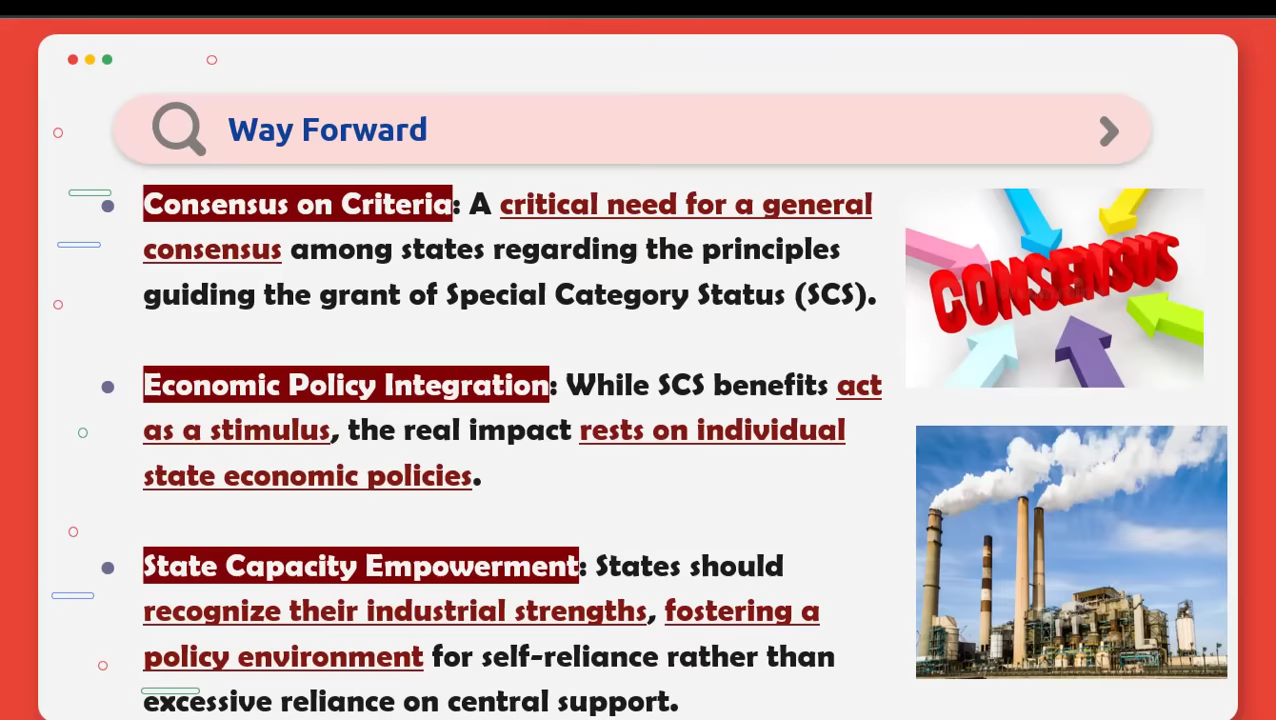 Way Forward
Consensus on Criteria: A critical need for a general
consensus among states regarding the principles
guiding the grant of Special Category Status (SCS).
CONSENSUS
Economic Policy Integration: While SCS benefits act
as a stimulus, the real impact rests on individual
state economic policies.
State Capacity Empowerment: States should
recognize their industrial strengths, fostering a
policy environment for self-reliance rather than
excessive reliance on central support.